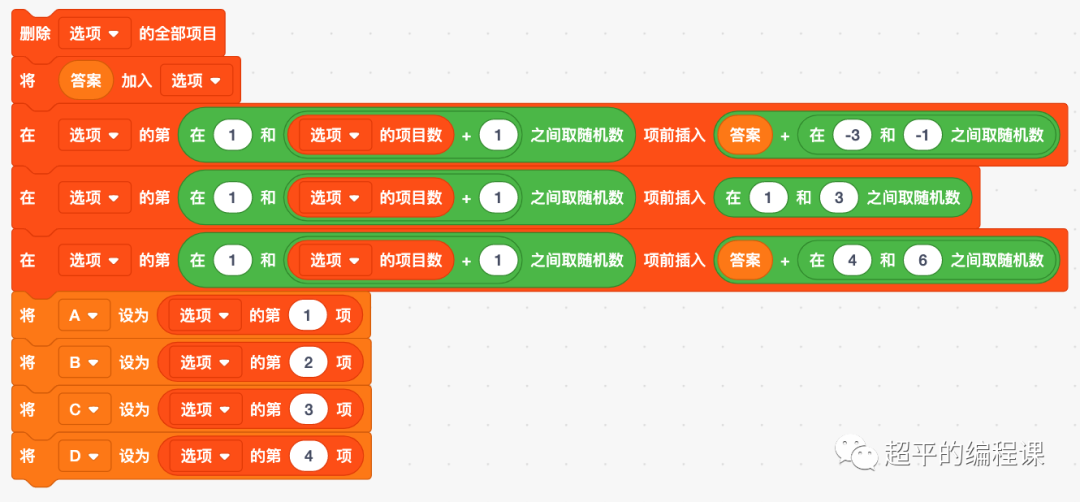 删除 选项 的全部项目
将 答案 加入 选项
在 选项 的第 在 1 和 选项 的项目数 + 1 之间取随机数 项前插入 答案 + 在 -3 和 -1 之间取随机数
在 选项 的第 在 1 和 选项 的项目数 + 1 之间取随机数 项前插入 在 1 和 3 之间取随机数
在 选项 的第 在 1 和 选项 的项目数 + 1 之间取随机数 项前插入 答案 + 在 4 和 6 之间取随机数
将 A 设为 选项 的第 1 项
将 B 设为 选项 的第 2 项
将 C 设为 选项 的第 3 项
将 D 设为 选项 的第 4 项
超平的编程课